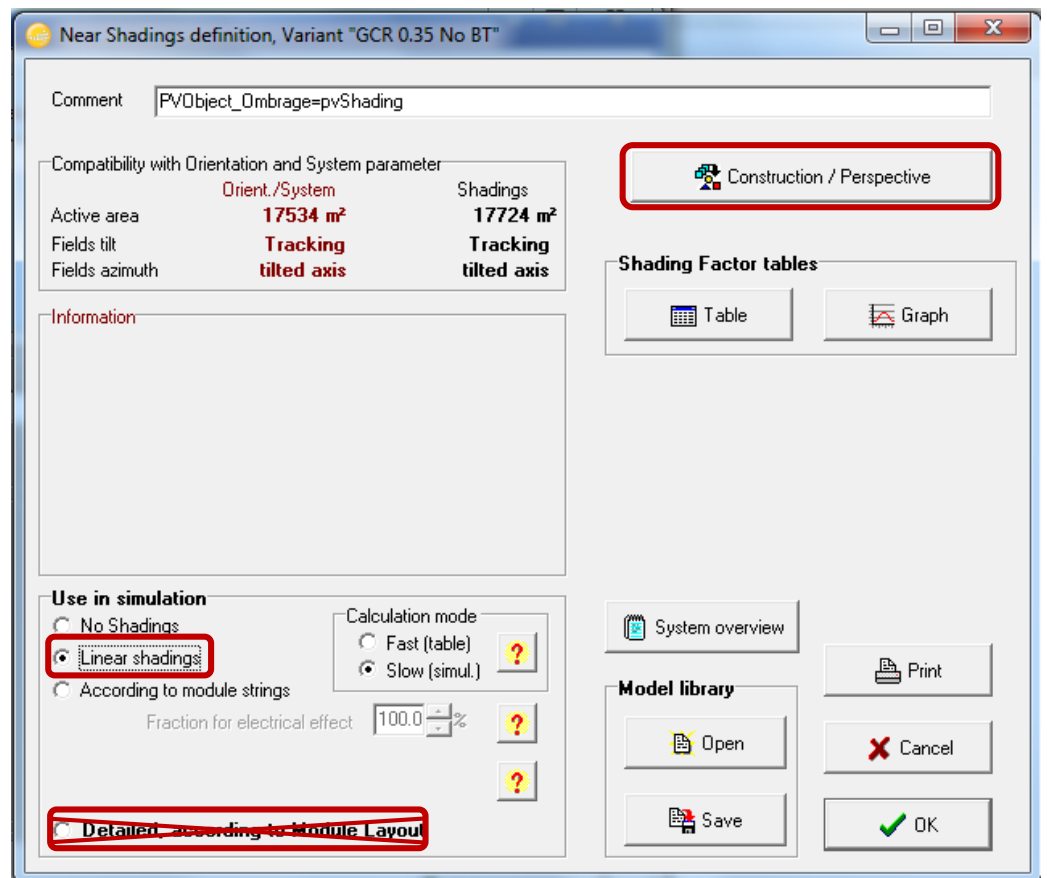 Near Shadings definition, Variant "GCR 0.35 No BT"
Comment PVObject_Ombrage=pvShading
Compatibility with Orientation and System parameter
Orient./System Shadings
Active area 17534 m² 17724 m²
Fields tilt Tracking Tracking
Fields azimuth tilted axis tilted axis
Information
Construction / Perspective
Shading Factor tables
Table Graph
Use in simulation
No Shadings
Linear shadings
According to module strings
Fraction for electrical effect 100.0 %
Calculation mode
Fast (table)
Slow (simul.)
?
?
?
Detailed, according to Module Layout
System overview
Model library
Open
Save
Print
Cancel
OK